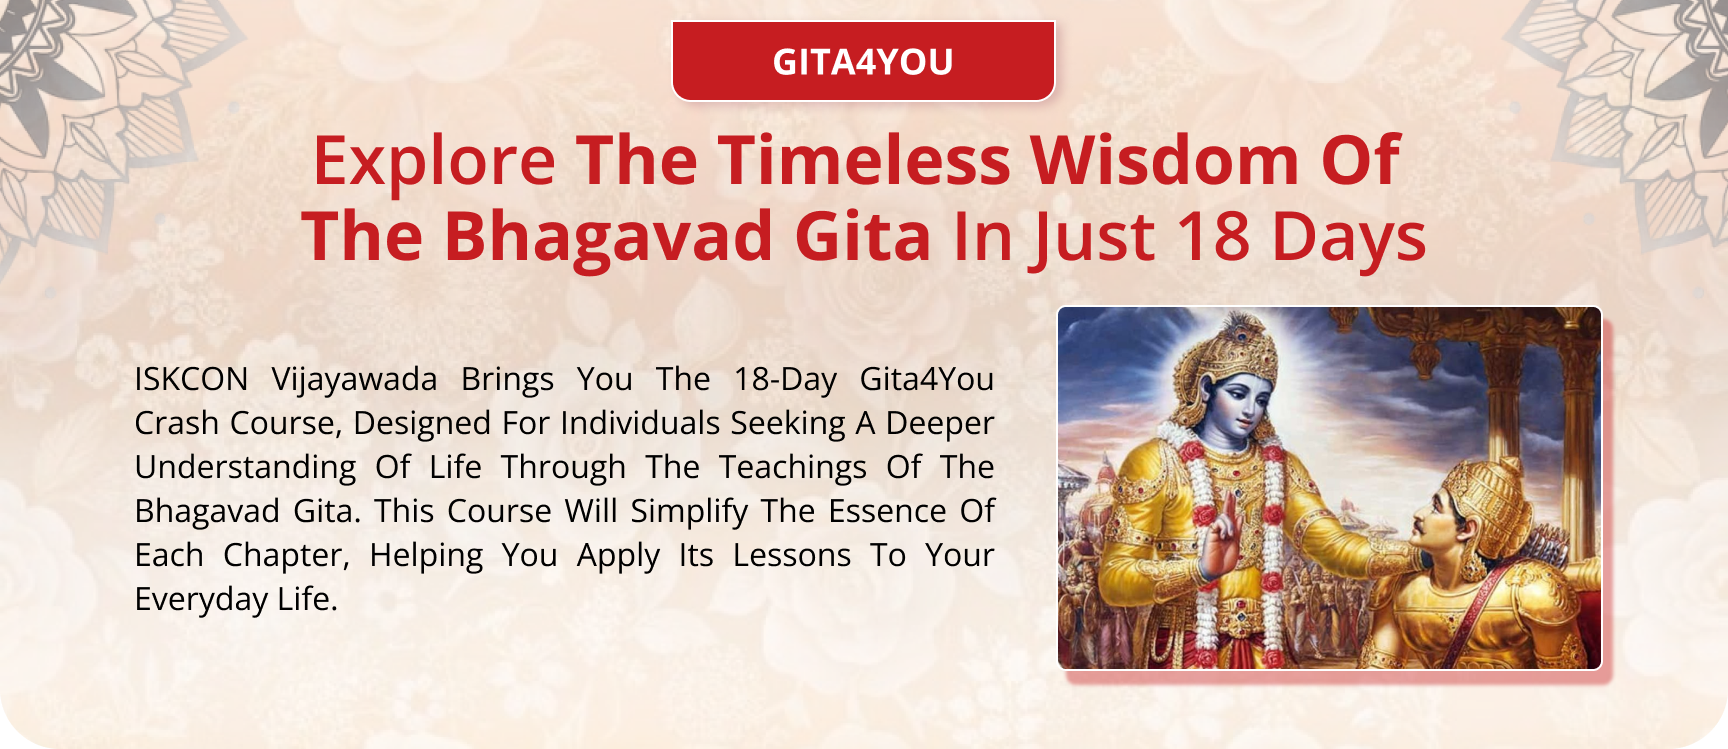 GITA4YOU
Explore The Timeless Wisdom Of
The Bhagavad Gita In Just 18 Days
ISKCON Vijayawada Brings You The 18-Day Gita4You
Crash Course, Designed For Individuals Seeking A Deeper
Understanding Of Life Through The Teachings Of The
Bhagavad Gita. This Course Will Simplify The Essence Of
Each Chapter, Helping You Apply Its Lessons To Your
Everyday Life.